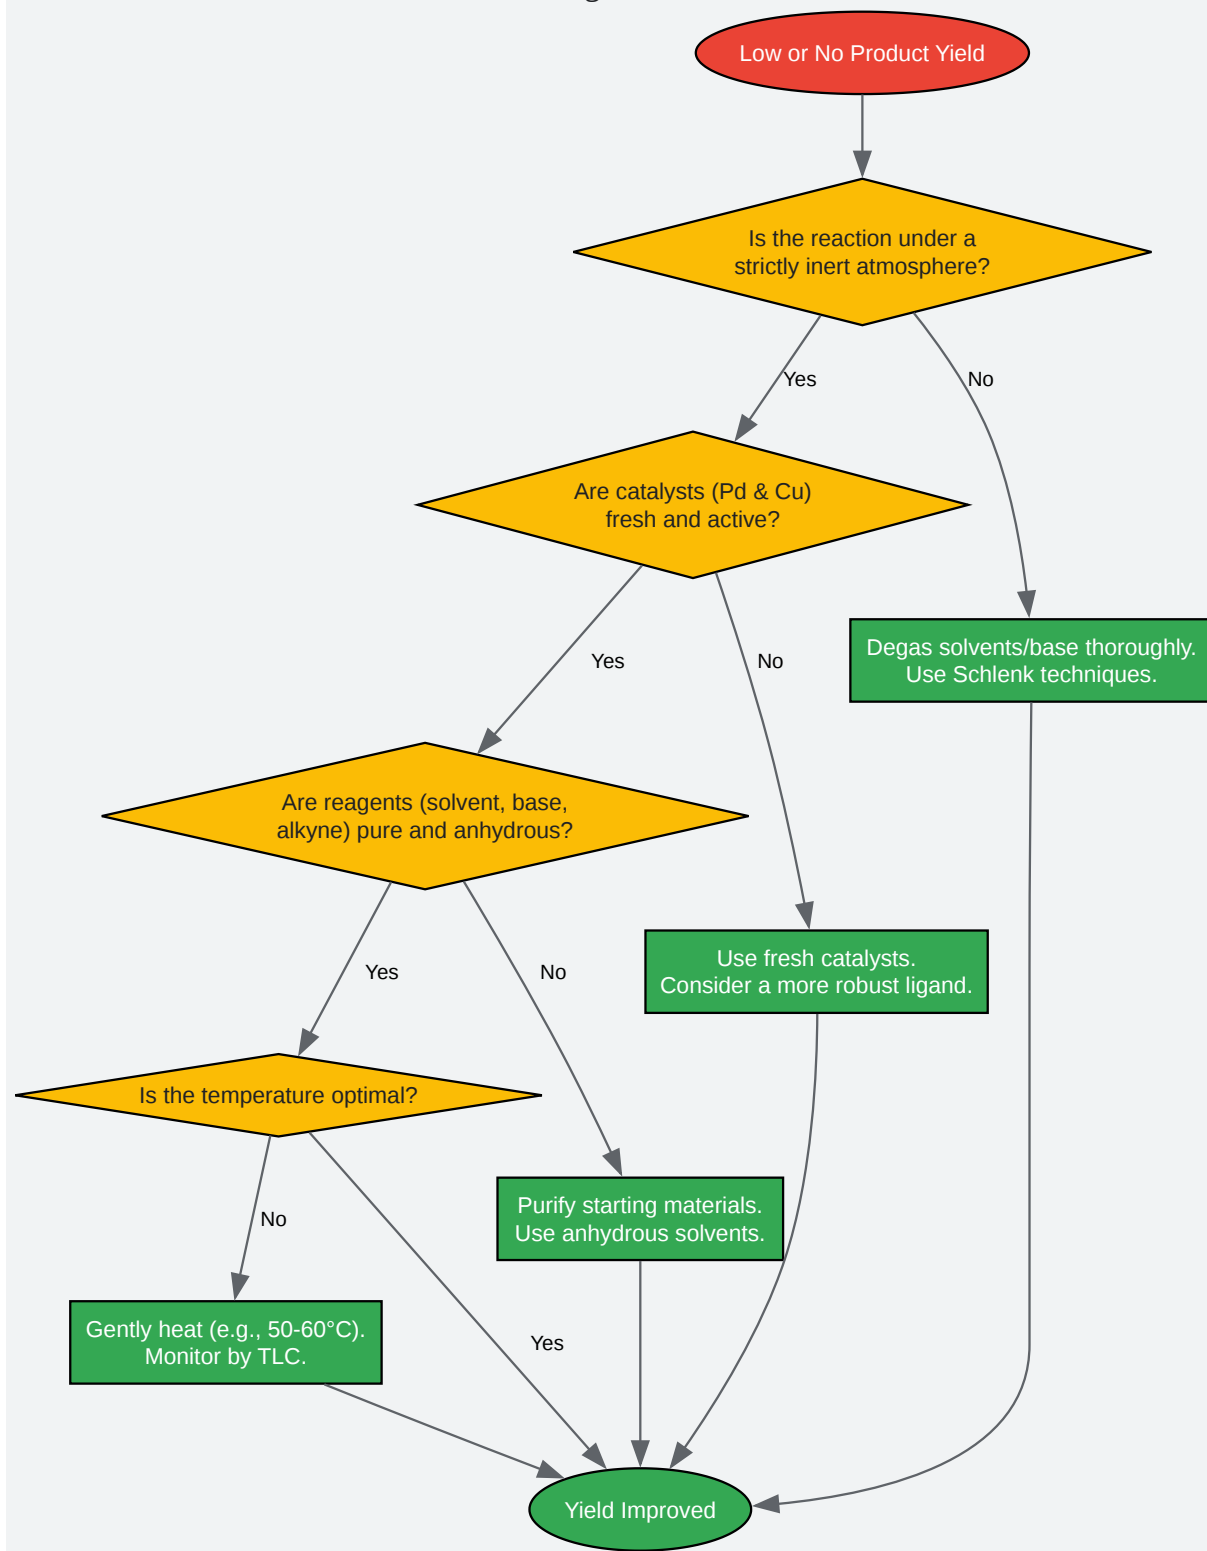 Low or No Product Yield
Is the reaction under a
strictly inert atmosphere?
Yes
No
Are catalysts (Pd & Cu)
fresh and active?
Yes
No
Degas solvents/base thoroughly.
Use Schlenk techniques.
Are reagents (solvent, base,
alkyne) pure and anhydrous?
Yes
No
Use fresh catalysts.
Consider a more robust ligand.
Is the temperature optimal?
No
Yes
Purify starting materials.
Use anhydrous solvents.
Gently heat (e.g., 50-60°C).
Monitor by TLC.
Yield Improved